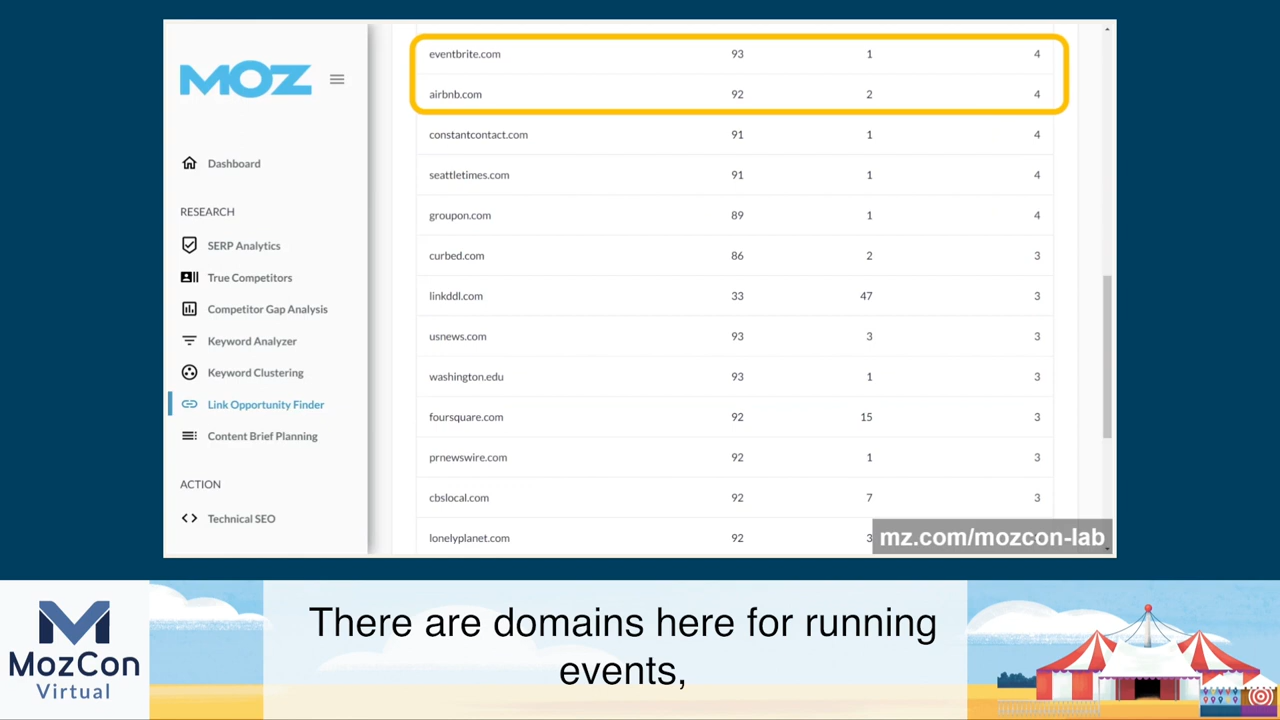 MOZ
Dashboard
RESEARCH
SERP Analytics
True Competitors
Competitor Gap Analysis
Keyword Analyzer
Keyword Clustering
Link Opportunity Finder
Content Brief Planning
ACTION
Technical SEO
eventbrite.com 93 1 4
airbnb.com 92 2 4
constantcontact.com 91 1 4
seattletimes.com 91 1 4
groupon.com 89 1 4
curbed.com 86 2 3
linkddl.com 33 47 3
usnews.com 93 3 3
washington.edu 93 1 3
foursquare.com 92 15 3
prnewswire.com 92 1 3
cbslocal.com 92 7 3
lonelyplanet.com 92 3
mz.com/mozcon-lab
M
MozCon
Virtual
There are domains here for running
events,